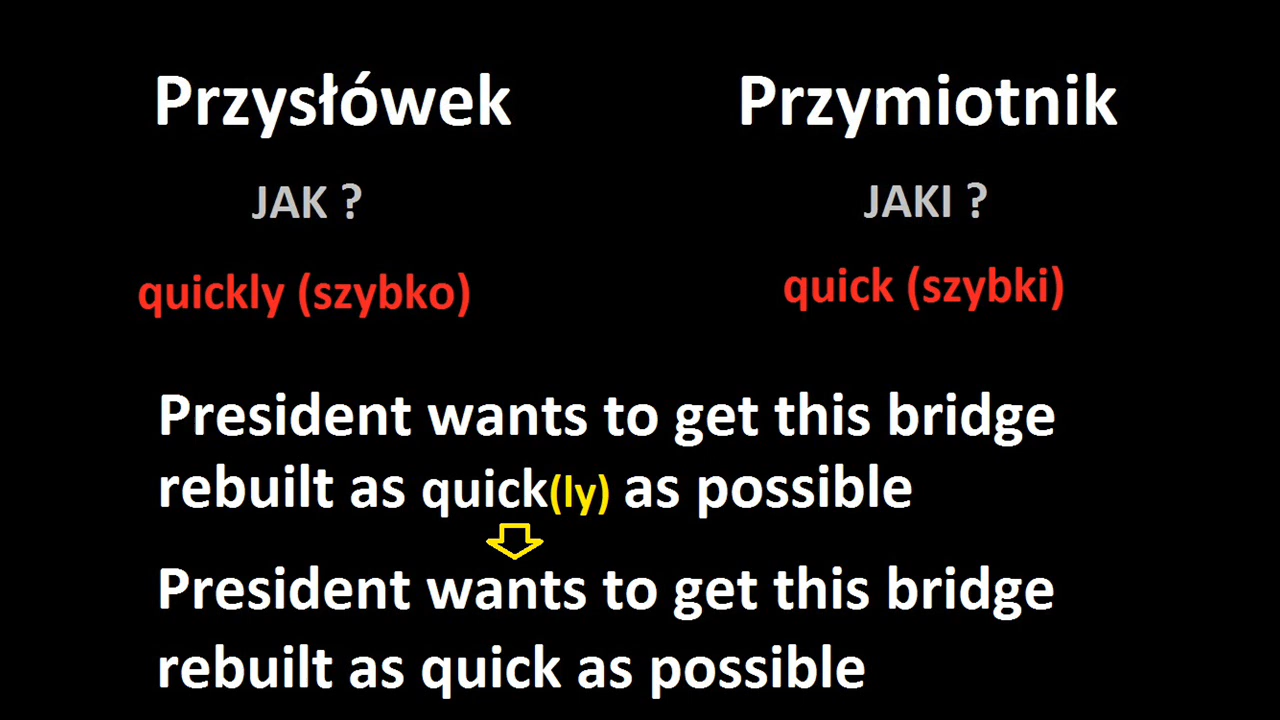 Przysłówek
Przymiotnik
JAK ?
JAKI ?
quickly (szybko)
quick (szybki)
President wants to get this bridge
rebuilt as quick(ly) as possible
President wants to get this bridge
rebuilt as quick as possible